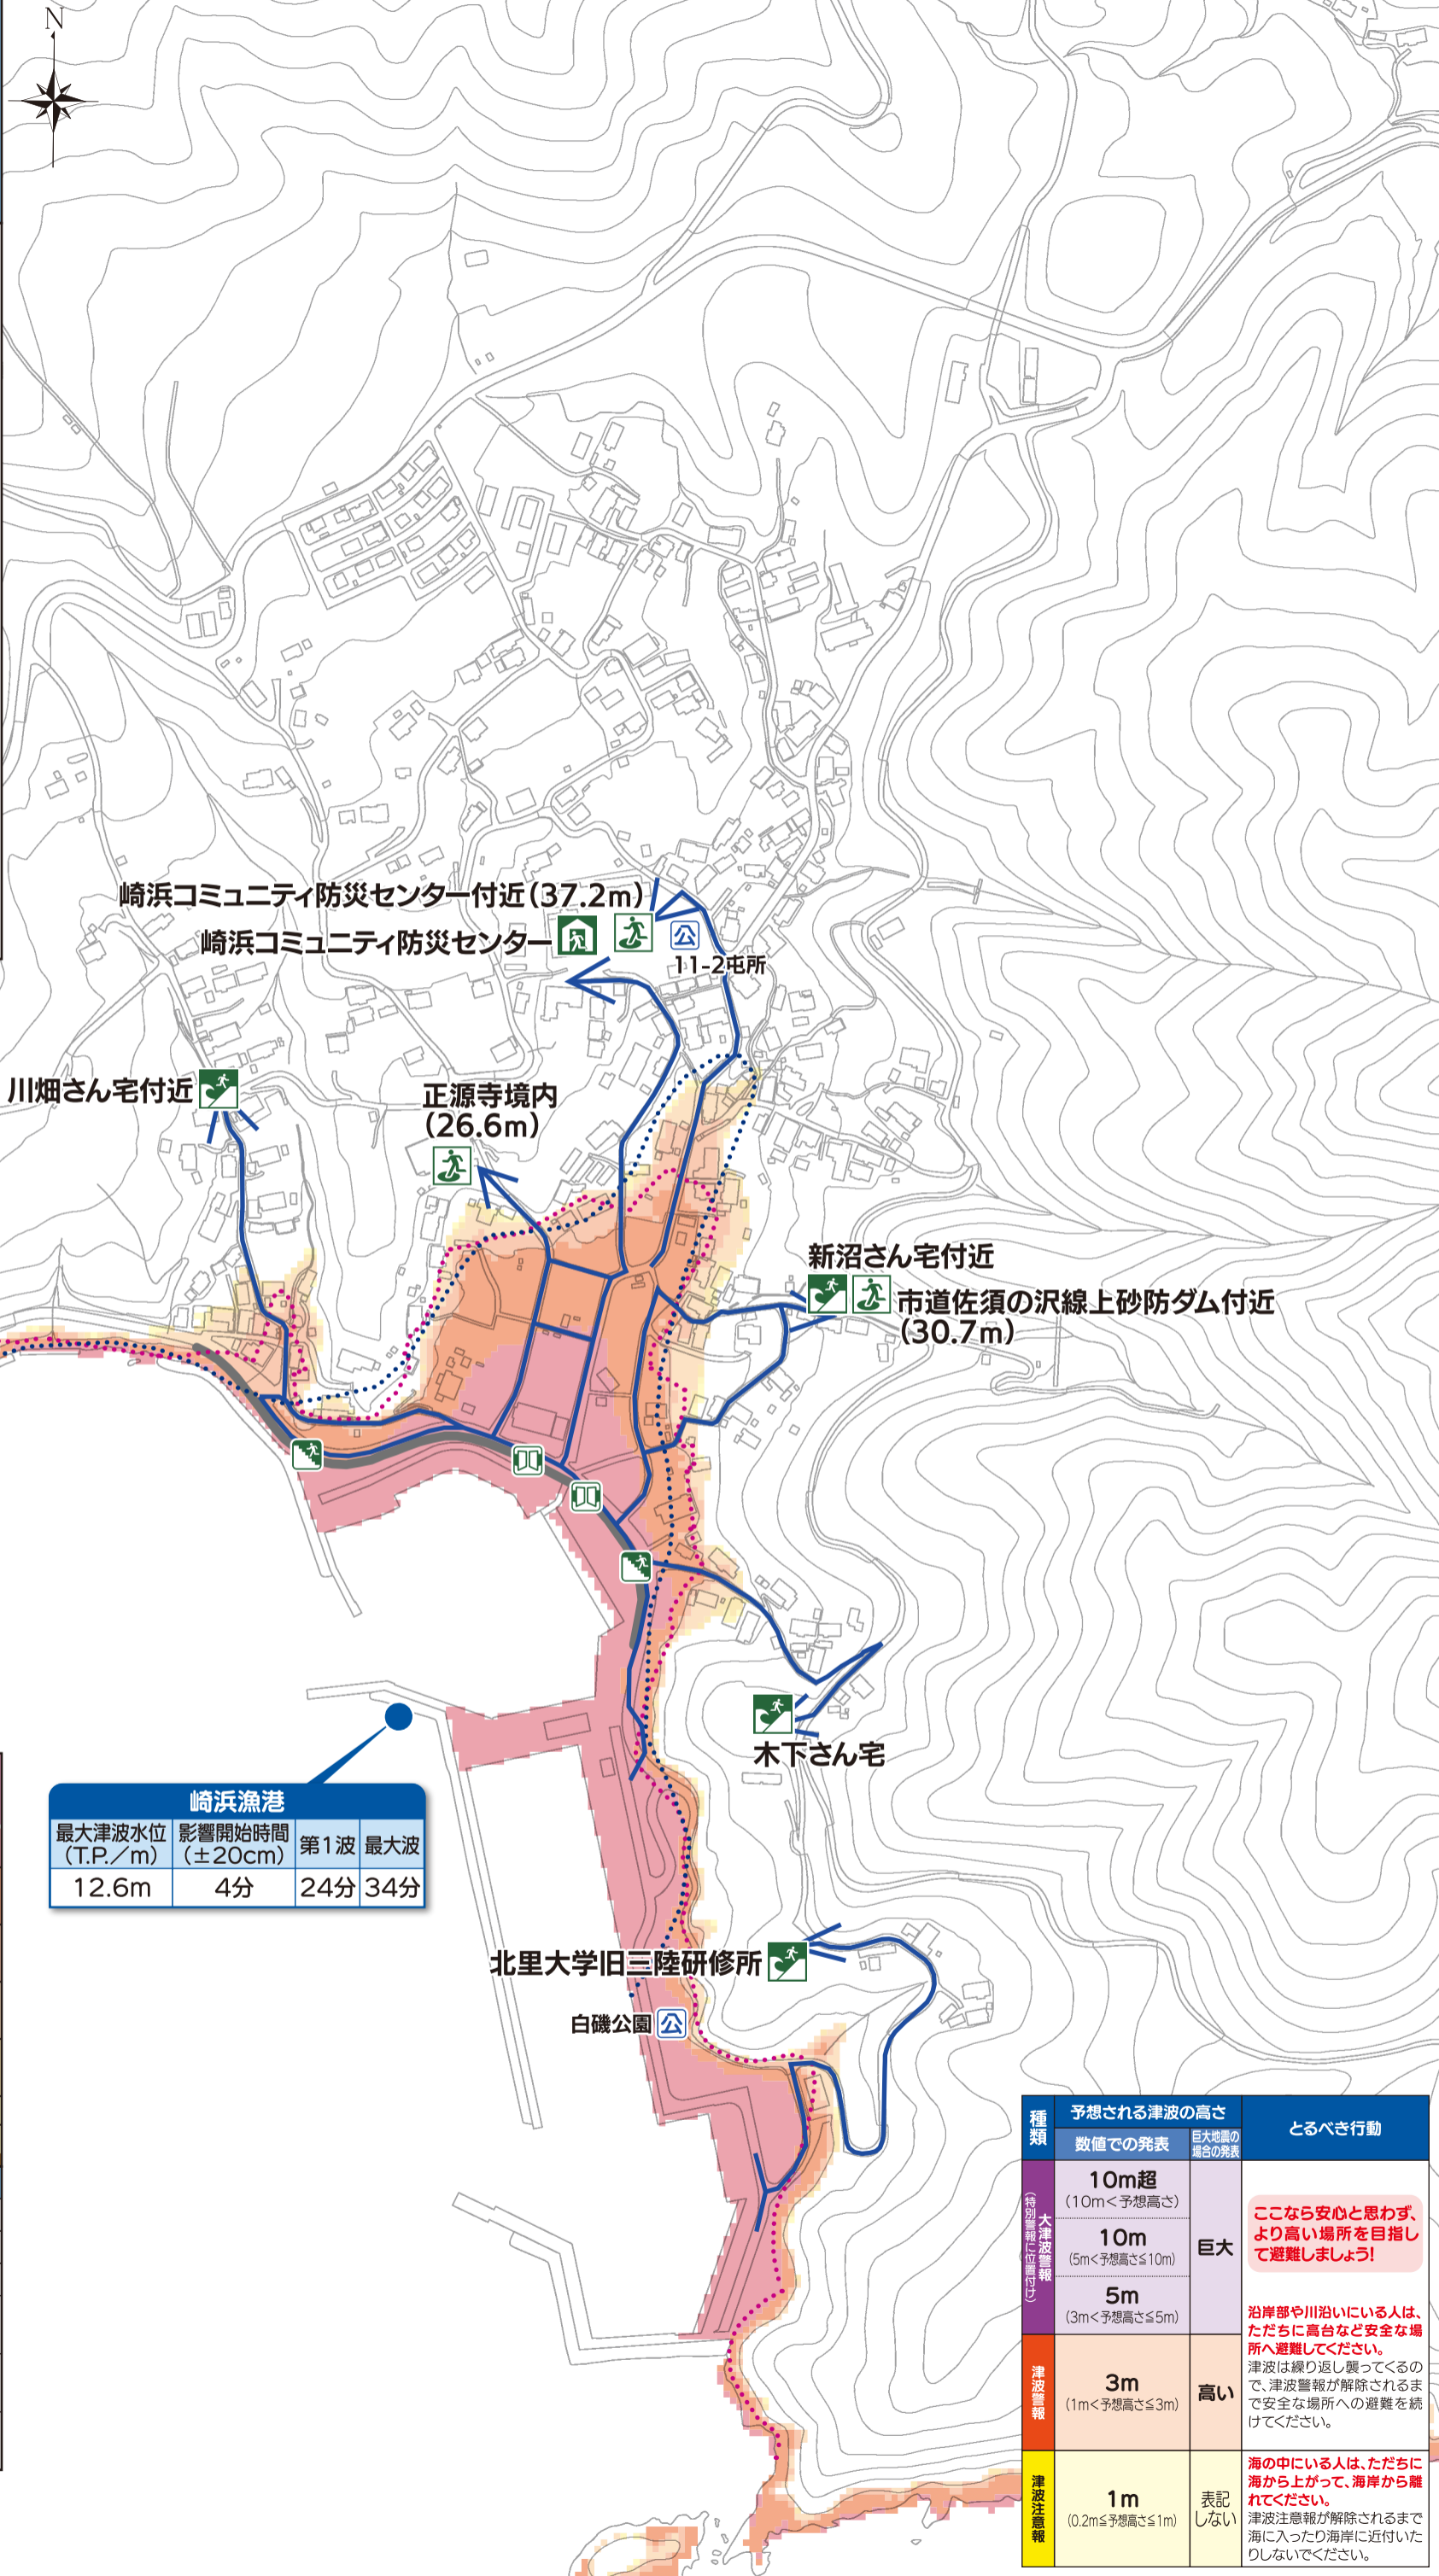 N
崎浜コミュニティ防災センター付近(37.2m)
崎浜コミュニティ防災センター
公
11-2屯所
川畑さん宅付近
正源寺境内
(26.6m)
新沼さん宅付近
市道佐須の沢線上砂防ダム付近
(30.7m)
木下さん宅
崎浜漁港
最大津波水位
(T.P./m)
影響開始時間
(±20cm)
第1波
最大波
12.6m
4分
24分
34分
北里大学旧三陸研修所
白磯公園
公
種類
予想される津波の高さ
とるべき行動
数値での発表
巨大地震の
場合の発表
大津波警報
(特別警報に位置付け)
10m超
(10m<予想高さ)
10m
(5m<予想高さ≦10m)
5m
(3m<予想高さ≦5m)
巨大
ここなら安心と思わず、
より高い場所を目指し
て避難しましょう!
沿岸部や川沿いにいる人は、
ただちに高台など安全な場
所へ避難してください。
津波は繰り返し襲ってくるの
で、津波警報が解除されるま
で安全な場所への避難を続
けてください。
津波警報
3m
(1m<予想高さ≦3m)
高い
津波注意報
1m
(0.2m≦予想高さ≦1m)
表記
しない
海の中にいる人は、ただちに
海から上がって、海岸から離
れてください。
津波注意報が解除されるまで
海に入ったり海岸に近付いた
りしないでください。